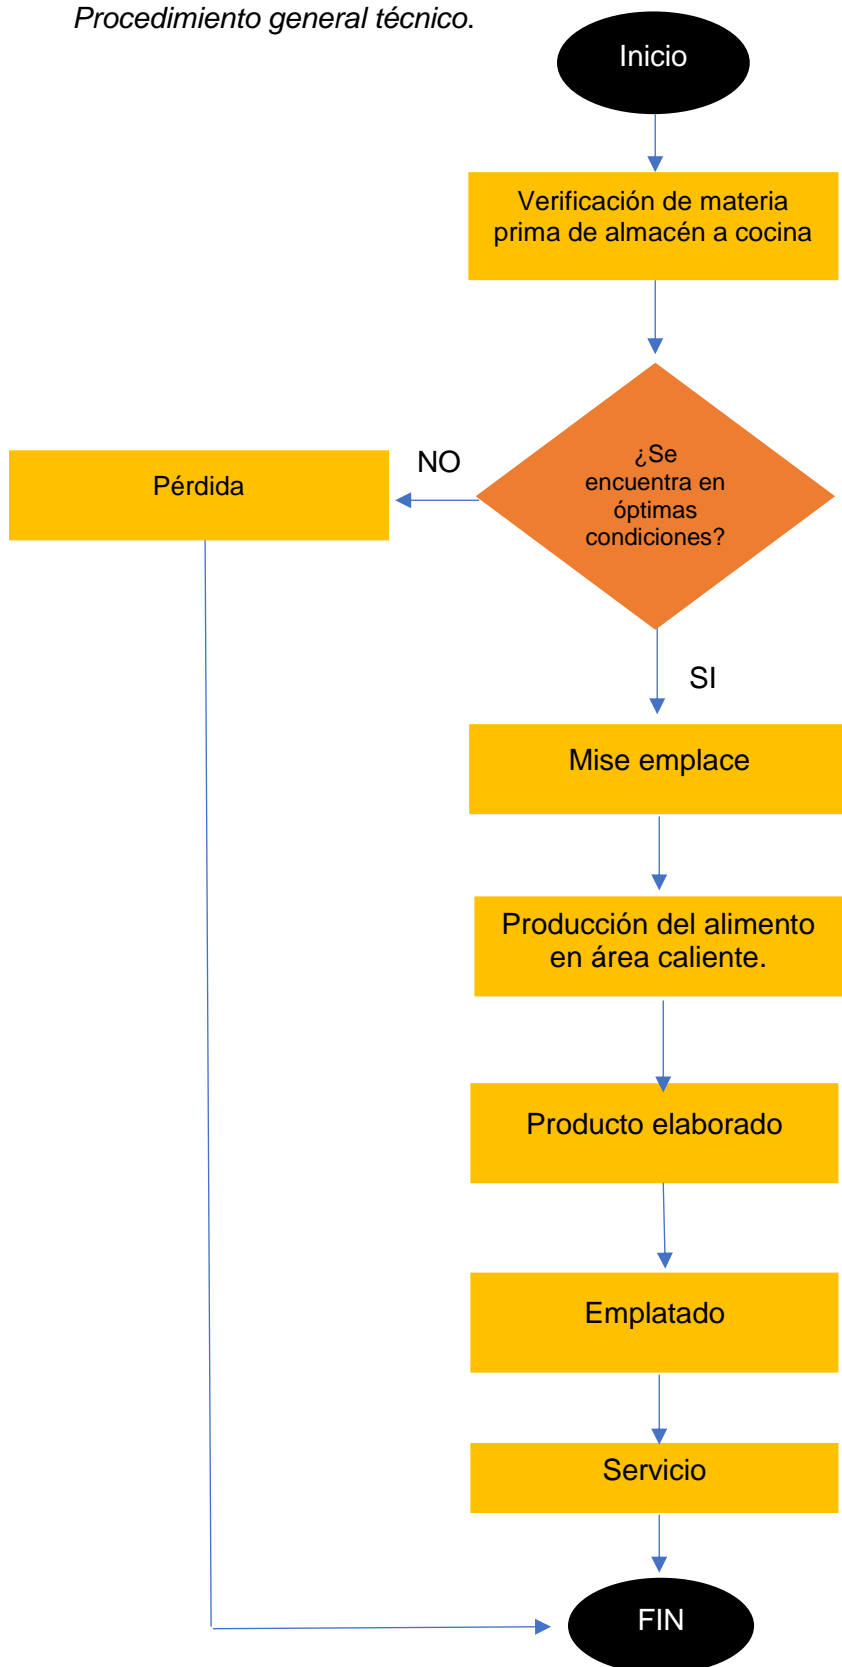 Procedimiento general técnico.
Inicio
Verificación de materia
prima de almacén a cocina
¿Se
encuentra en
óptimas
condiciones?
NO
Pérdida
SI
Mise emplace
Producción del alimento
en área caliente.
Producto elaborado
Emplatado
Servicio
FIN